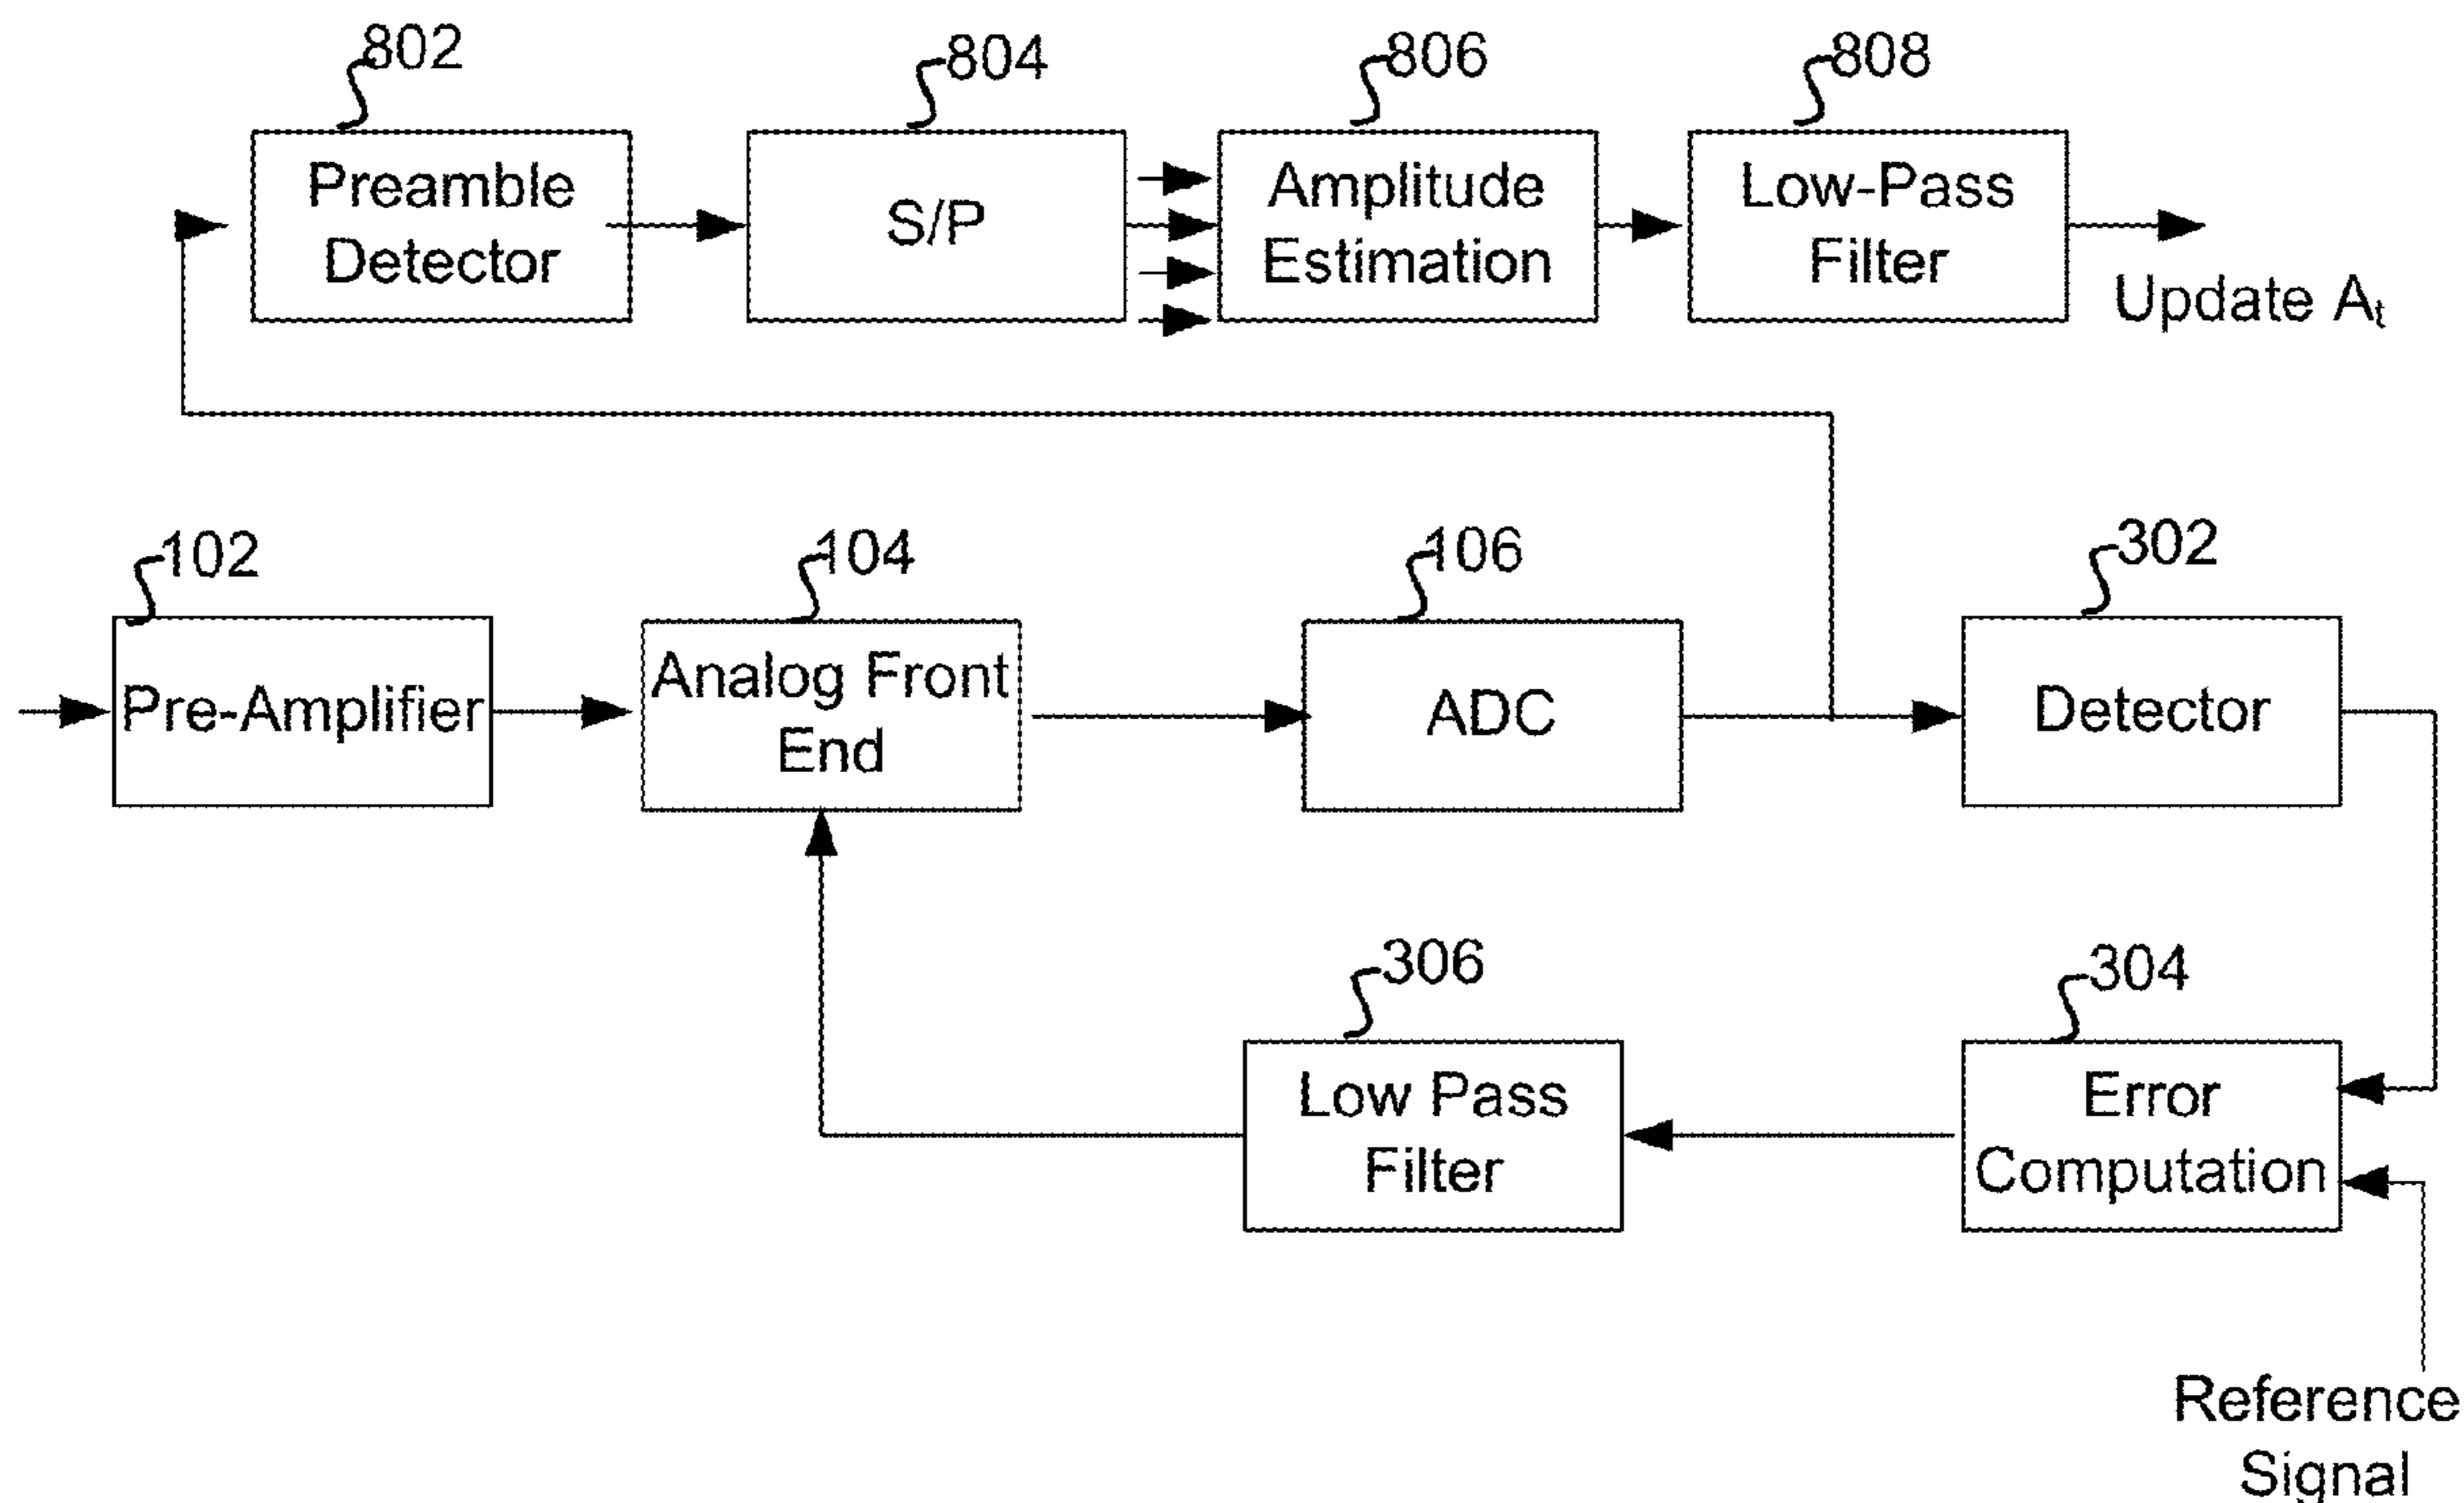 802
804
806
808
Preamble
Detector
S/P
Amplitude
Estimation
Low-Pass
Filter
Update At
102
104
106
302
Pre-Amplifier
Analog Front
End
ADC
Detector
306
304
Low Pass
Filter
Error
Computation
Reference
Signal